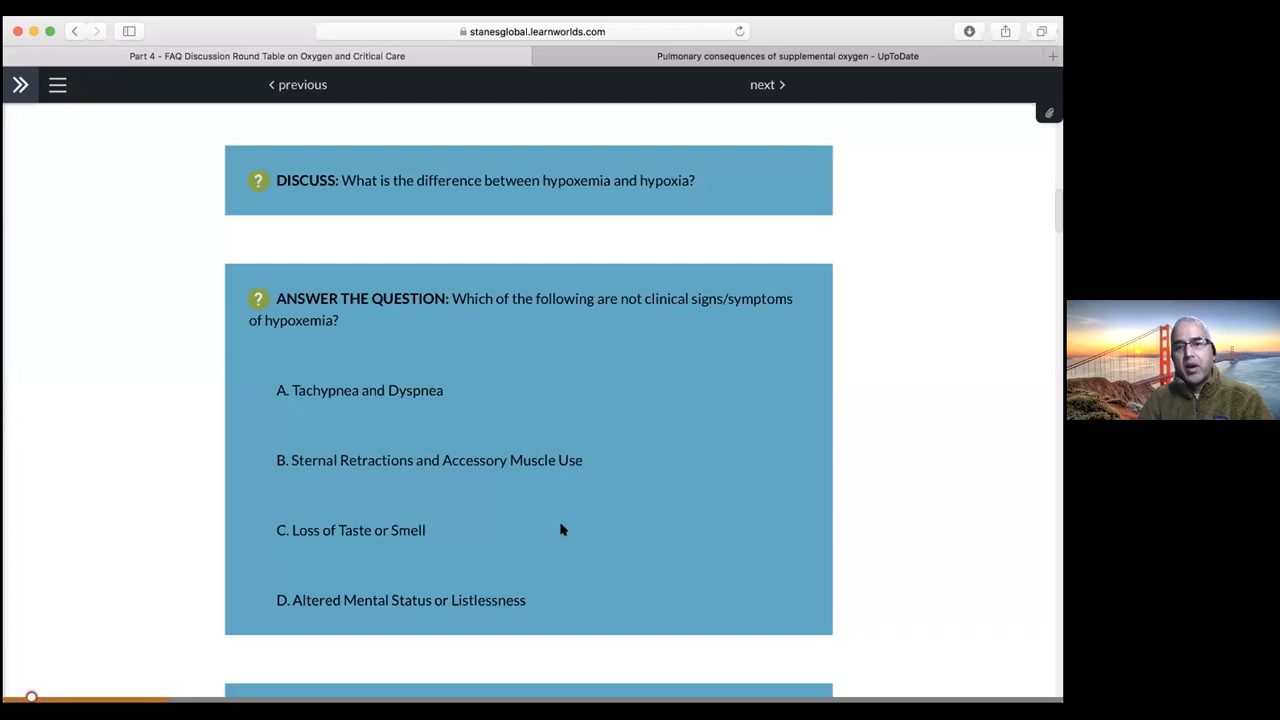 stanesglobal.learnworlds.com
Part 4 - FAQ Discussion Round Table on Oxygen and Critical Care
Pulmonary consequences of supplemental oxygen - UpToDate
previous
next
DISCUSS: What is the difference between hypoxemia and hypoxia?
ANSWER THE QUESTION: Which of the following are not clinical signs/symptoms
of hypoxemia?
A. Tachypnea and Dyspnea
B. Sternal Retractions and Accessory Muscle Use
C. Loss of Taste or Smell
D. Altered Mental Status or Listlessness